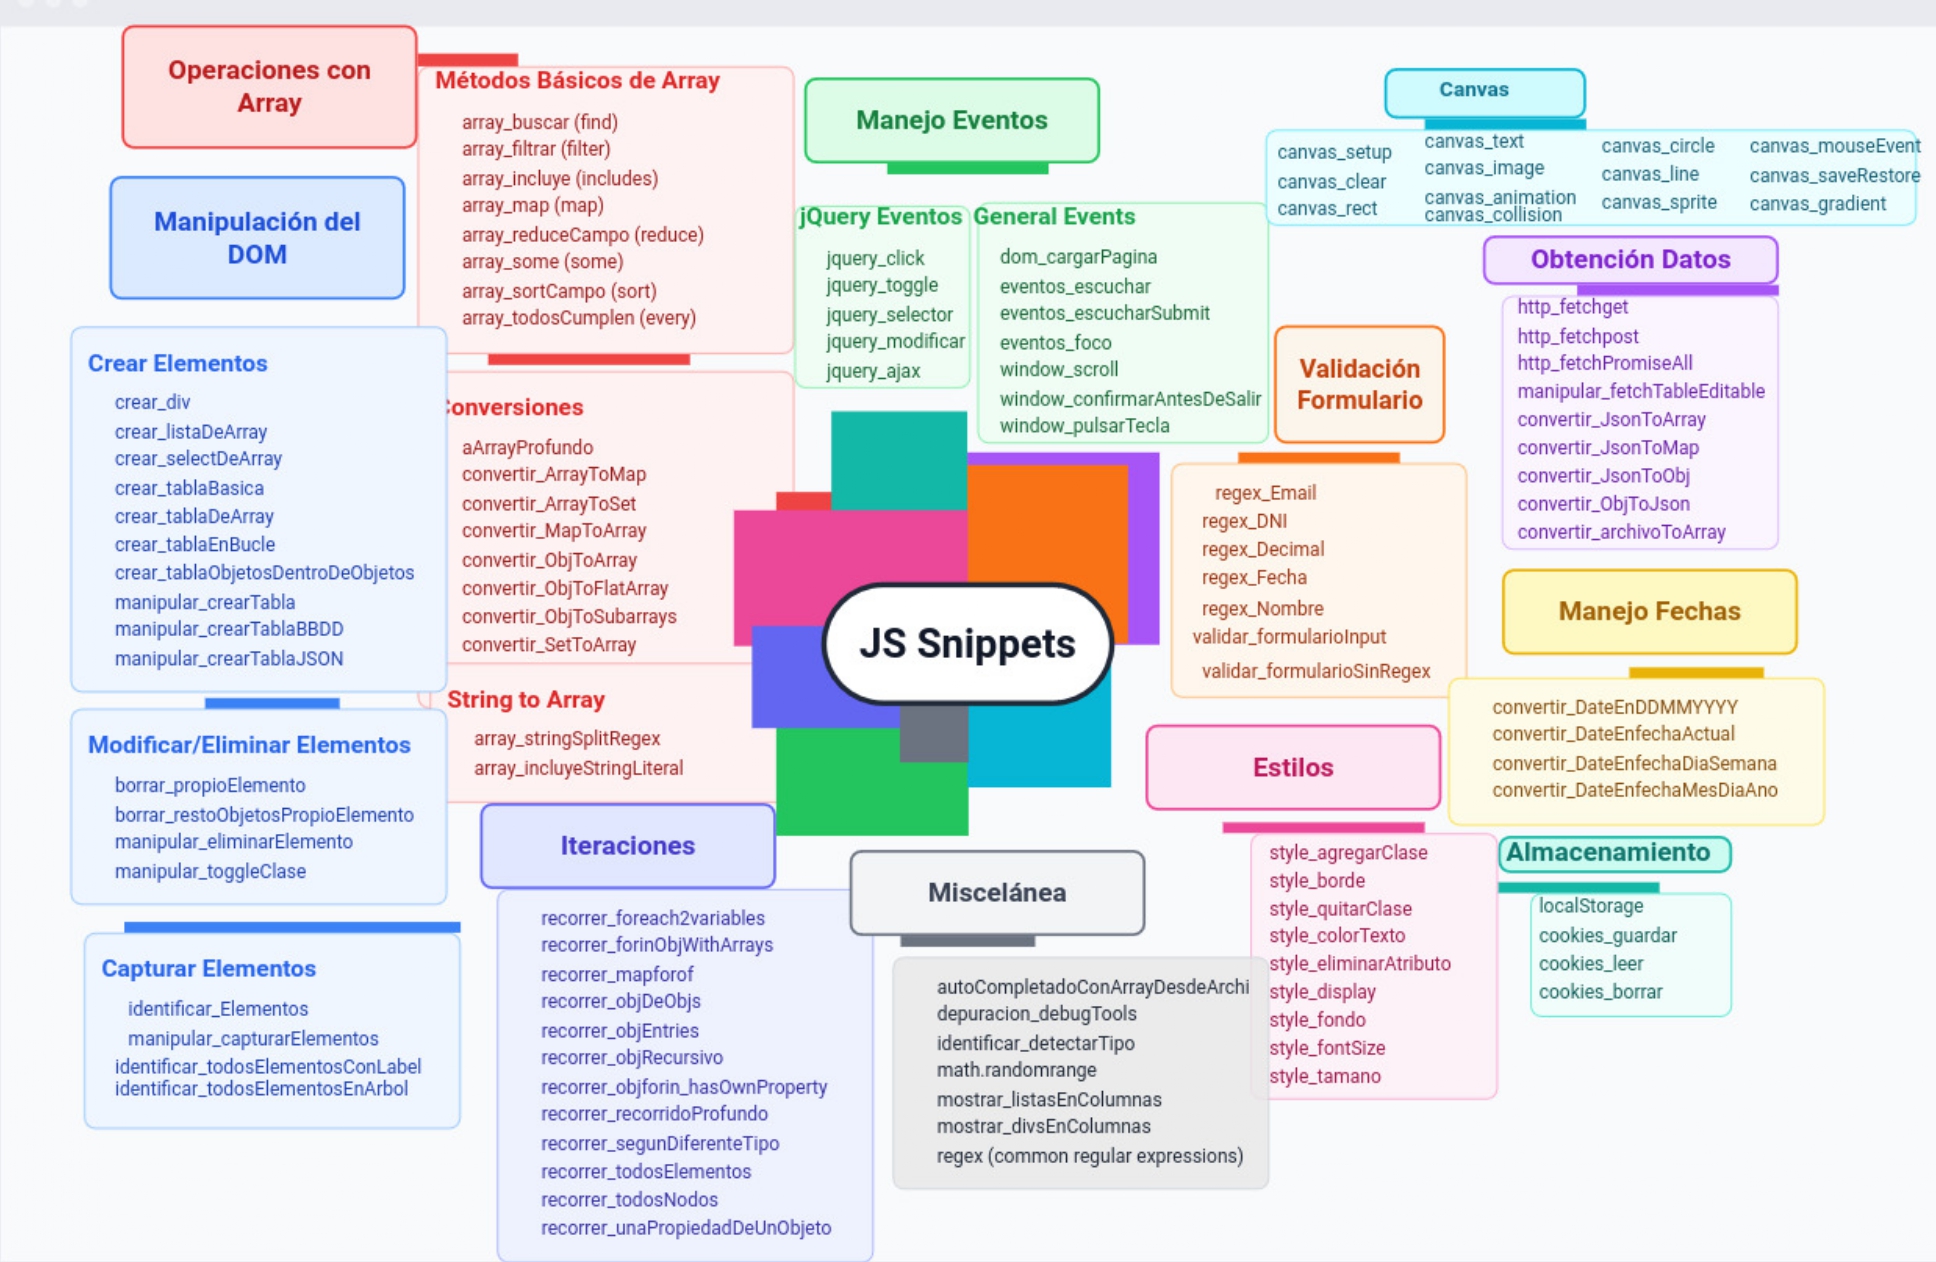 Operaciones con
Array
Métodos Básicos de Array
array_buscar (find)
array_filtrar (filter)
array_incluye (includes)
array_map (map)
array_reduceCampo (reduce)
array_some (some)
array_sortCampo (sort)
array_todosCumplen (every)
Conversiones
aArrayProfundo
convertir_ArrayToMap
convertir_ArrayToSet
convertir_MapToArray
convertir_ObjToArray
convertir_ObjToFlatArray
convertir_ObjToSubarrays
convertir_SetToArray
String to Array
array_stringSplitRegex
array_incluyeStringLiteral
Manipulación del
DOM
Crear Elementos
crear_div
crear_listaDeArray
crear_selectDeArray
crear_tablaBasica
crear_tablaDeArray
crear_tablaEnBucle
crear_tablaObjetosDentroDeObjetos
manipular_crearTabla
manipular_crearTablaBBDD
manipular_crearTablaJSON
Modificar/Eliminar Elementos
borrar_propioElemento
borrar_restoObjetosPropioElemento
manipular_eliminarElemento
manipular_toggleClase
Capturar Elementos
identificar_Elementos
manipular_capturarElementos
identificar_todosElementosConLabel
identificar_todosElementosEnArbol
Manejo Eventos
jQuery Eventos
jquery_click
jquery_toggle
jquery_selector
jquery_modificar
jquery_ajax
General Events
dom_cargarPagina
eventos_escuchar
eventos_escucharSubmit
eventos_foco
window_scroll
window_confirmarAntesDeSalir
window_pulsarTecla
Canvas
canvas_setup
canvas_clear
canvas_rect
canvas_text
canvas_image
canvas_animation
canvas_collision
canvas_circle
canvas_line
canvas_sprite
canvas_mouseEvent
canvas_saveRestore
canvas_gradient
Obtención Datos
http_fetchget
http_fetchpost
http_fetchPromiseAll
manipular_fetchTableEditable
convertir_JsonToArray
convertir_JsonToMap
convertir_JsonToObj
convertir_ObjToJson
convertir_archivoToArray
Validación
Formulario
regex_Email
regex_DNI
regex_Decimal
regex_Fecha
regex_Nombre
validar_formularioInput
validar_formularioSinRegex
JS Snippets
Manejo Fechas
convertir_DateEnDDMMYYYY
convertir_DateEnfechaActual
convertir_DateEnfechaDiaSemana
convertir_DateEnfechaMesDiaAno
Estilos
style_agregarClase
style_borde
style_quitarClase
style_colorTexto
style_eliminarAtributo
style_display
style_fondo
style_fontSize
style_tamano
Almacenamiento
localStorage
cookies_guardar
cookies_leer
cookies_borrar
Iteraciones
recorrer_foreach2variables
recorrer_forinObjWithArrays
recorrer_mapforof
recorrer_objDeObjs
recorrer_objEntries
recorrer_objRecursivo
recorrer_objforin_hasOwnProperty
recorrer_recorridoProfundo
recorrer_segunDiferenteTipo
recorrer_todosElementos
recorrer_todosNodos
recorrer_unaPropiedadDeUnObjeto
Miscelánea
autoCompletadoConArrayDesdeArchi
depuracion_debugTools
identificar_detectarTipo
math.randomrange
mostrar_listasEnColumnas
mostrar_divsEnColumnas
regex (common regular expressions)